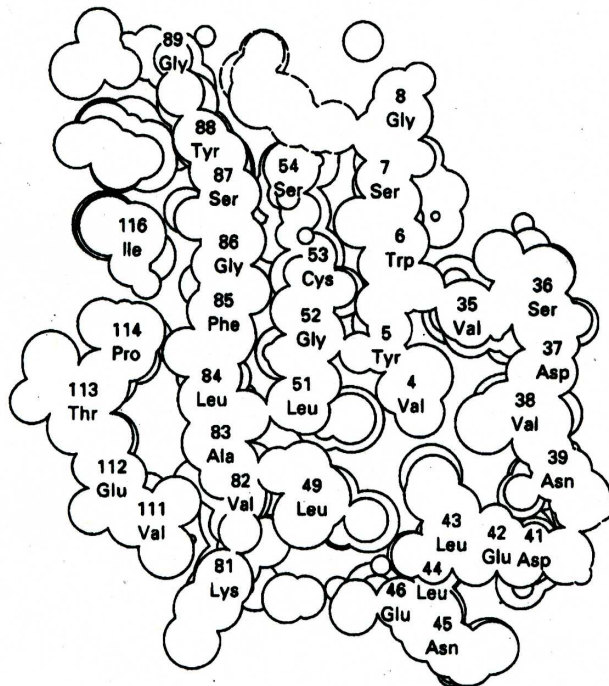 89
Gly
8
Gly
88
Tyr
87
Ser
54
Ser
7
Ser
116
Ile
86
Gly
53
Cys
6
Trp
36
Ser
35
Val
85
Phe
52
Gly
114
Pro
5
Tyr
37
Asp
113
Thr
84
Leu
51
Leu
4
Val
38
Val
83
Ala
112
Glu
82
Val
49
Leu
39
Asn
111
Val
43
Leu
42
Glu
41
Asp
81
Lys
46
Glu
44
Leu
45
Asn